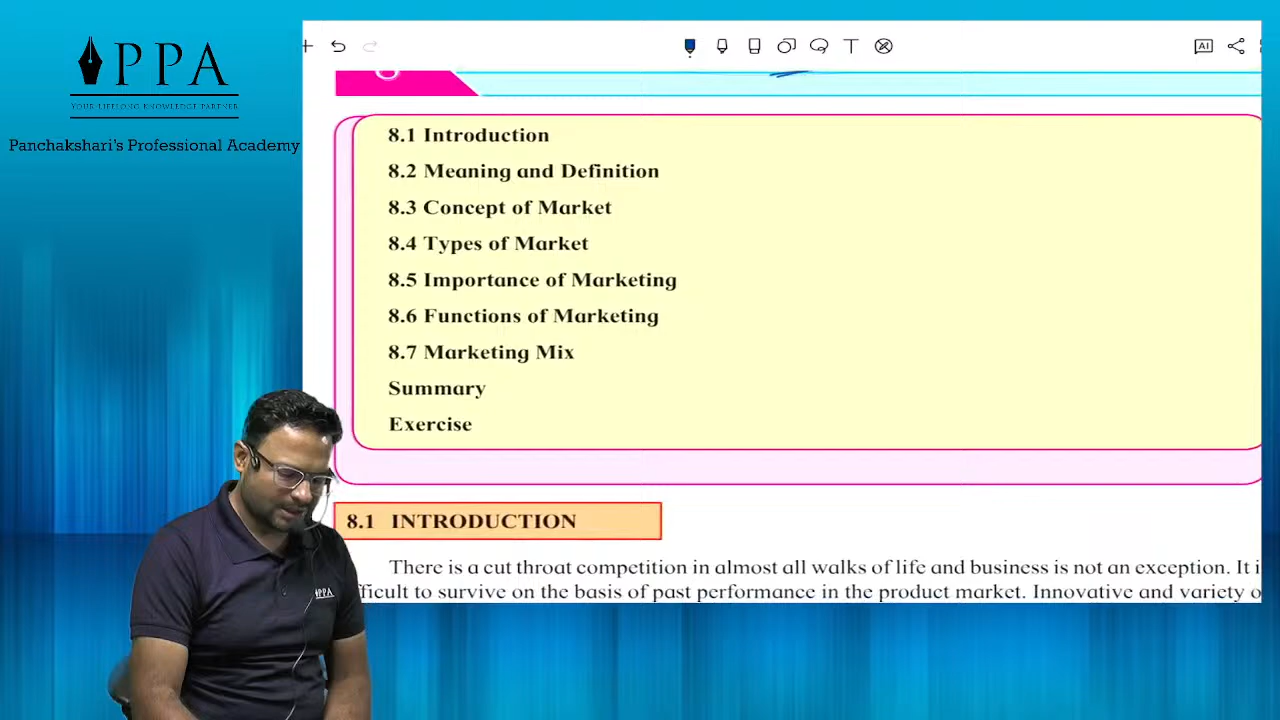 PPA
YOUR LIFELONG KNOWLEDGE PARTNER
Panchakshari's Professional Academy
AI
8.1 Introduction
8.2 Meaning and Definition
8.3 Concept of Market
8.4 Types of Market
8.5 Importance of Marketing
8.6 Functions of Marketing
8.7 Marketing Mix
Summary
Exercise
8.1 INTRODUCTION
There is a cut throat competition in almost all walks of life and business is not an exception. It
to survive on the basis of past performance in the product market. Innovative and variety
PPA